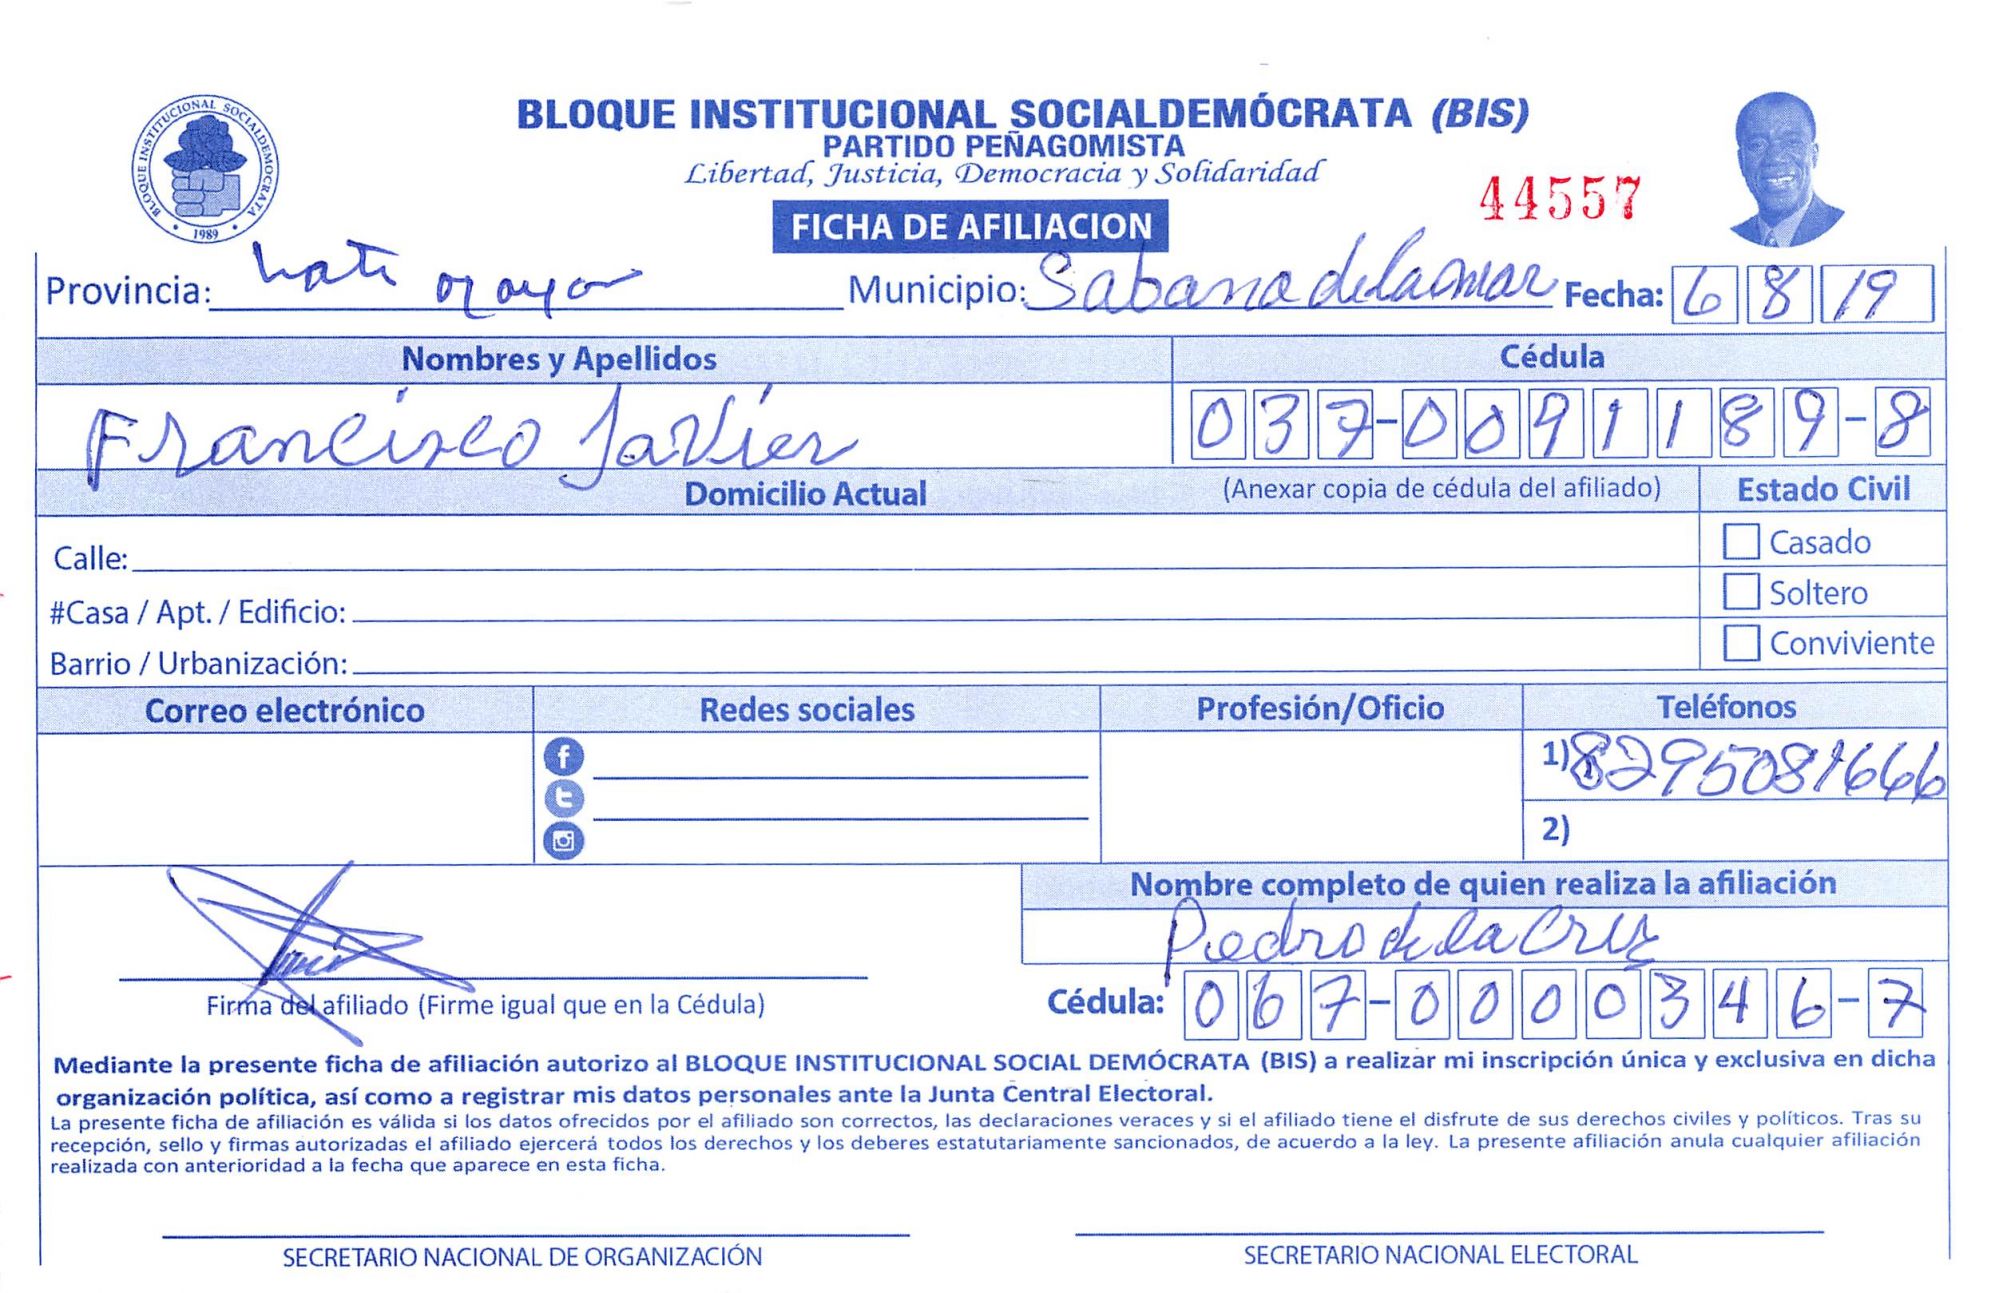 BLOQUE INSTITUCIONAL SOCIALDEMOCRATA
1989
BLOQUE INSTITUCIONAL SOCIALDEMÓCRATA (BIS)
PARTIDO PEÑAGOMISTA
Libertad, Justicia, Democracia y Solidaridad
44557
FICHA DE AFILIACION
Provincia: hato mayor Municipio: Sabana de la mar Fecha: 6 8 19
Nombres y Apellidos Cédula
Francisco Javier 037-0091189-8
Domicilio Actual (Anexar copia de cédula del afiliado) Estado Civil
Calle: Casado
#Casa / Apt. / Edificio: Soltero
Barrio / Urbanización: Conviviente
Correo electrónico Redes sociales Profesión/Oficio Teléfonos
1) 8295081666
2)
Nombre completo de quien realiza la afiliación
Pedro de la Cruz
Firma del afiliado (Firme igual que en la Cédula) Cédula: 067-0000346-7
Mediante la presente ficha de afiliación autorizo al BLOQUE INSTITUCIONAL SOCIAL DEMÓCRATA (BIS) a realizar mi inscripción única y exclusiva en dicha
organización política, así como a registrar mis datos personales ante la Junta Central Electoral.
La presente ficha de afiliación es válida si los datos ofrecidos por el afiliado son correctos, las declaraciones veraces y si el afiliado tiene el disfrute de sus derechos civiles y políticos. Tras su
recepción, sello y firmas autorizadas el afiliado ejercerá todos los derechos y los deberes estatutariamente sancionados, de acuerdo a la ley. La presente afiliación anula cualquier afiliación
realizada con anterioridad a la fecha que aparece en esta ficha.
SECRETARIO NACIONAL DE ORGANIZACIÓN SECRETARIO NACIONAL ELECTORAL